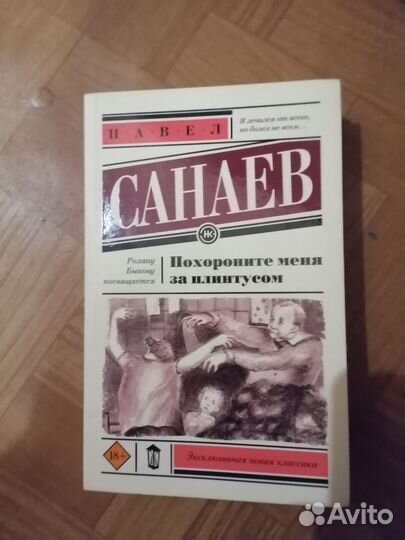 П·А·В·Е·Л
Я лечился от всего,
но болел не всем...
САНАЕВ
Ж
Ролану
Быкову
посвящается
Похороните меня
за плинтусом
18+
Эксклюзивная новая классика
Avito